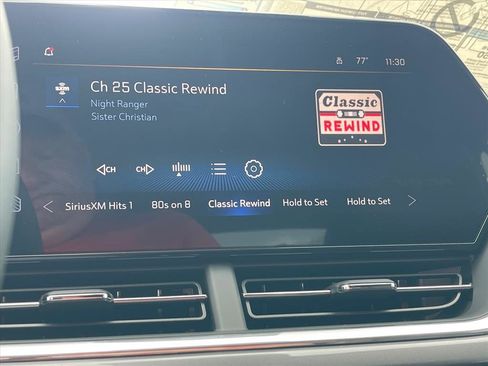 77° 11:30
Ch 25 Classic Rewind
sxm
Night Ranger
Sister Christian
Classic
REWIND
CH CH
SiriusXM Hits 1 80s on 8 Classic Rewind Hold to Set Hold to Set